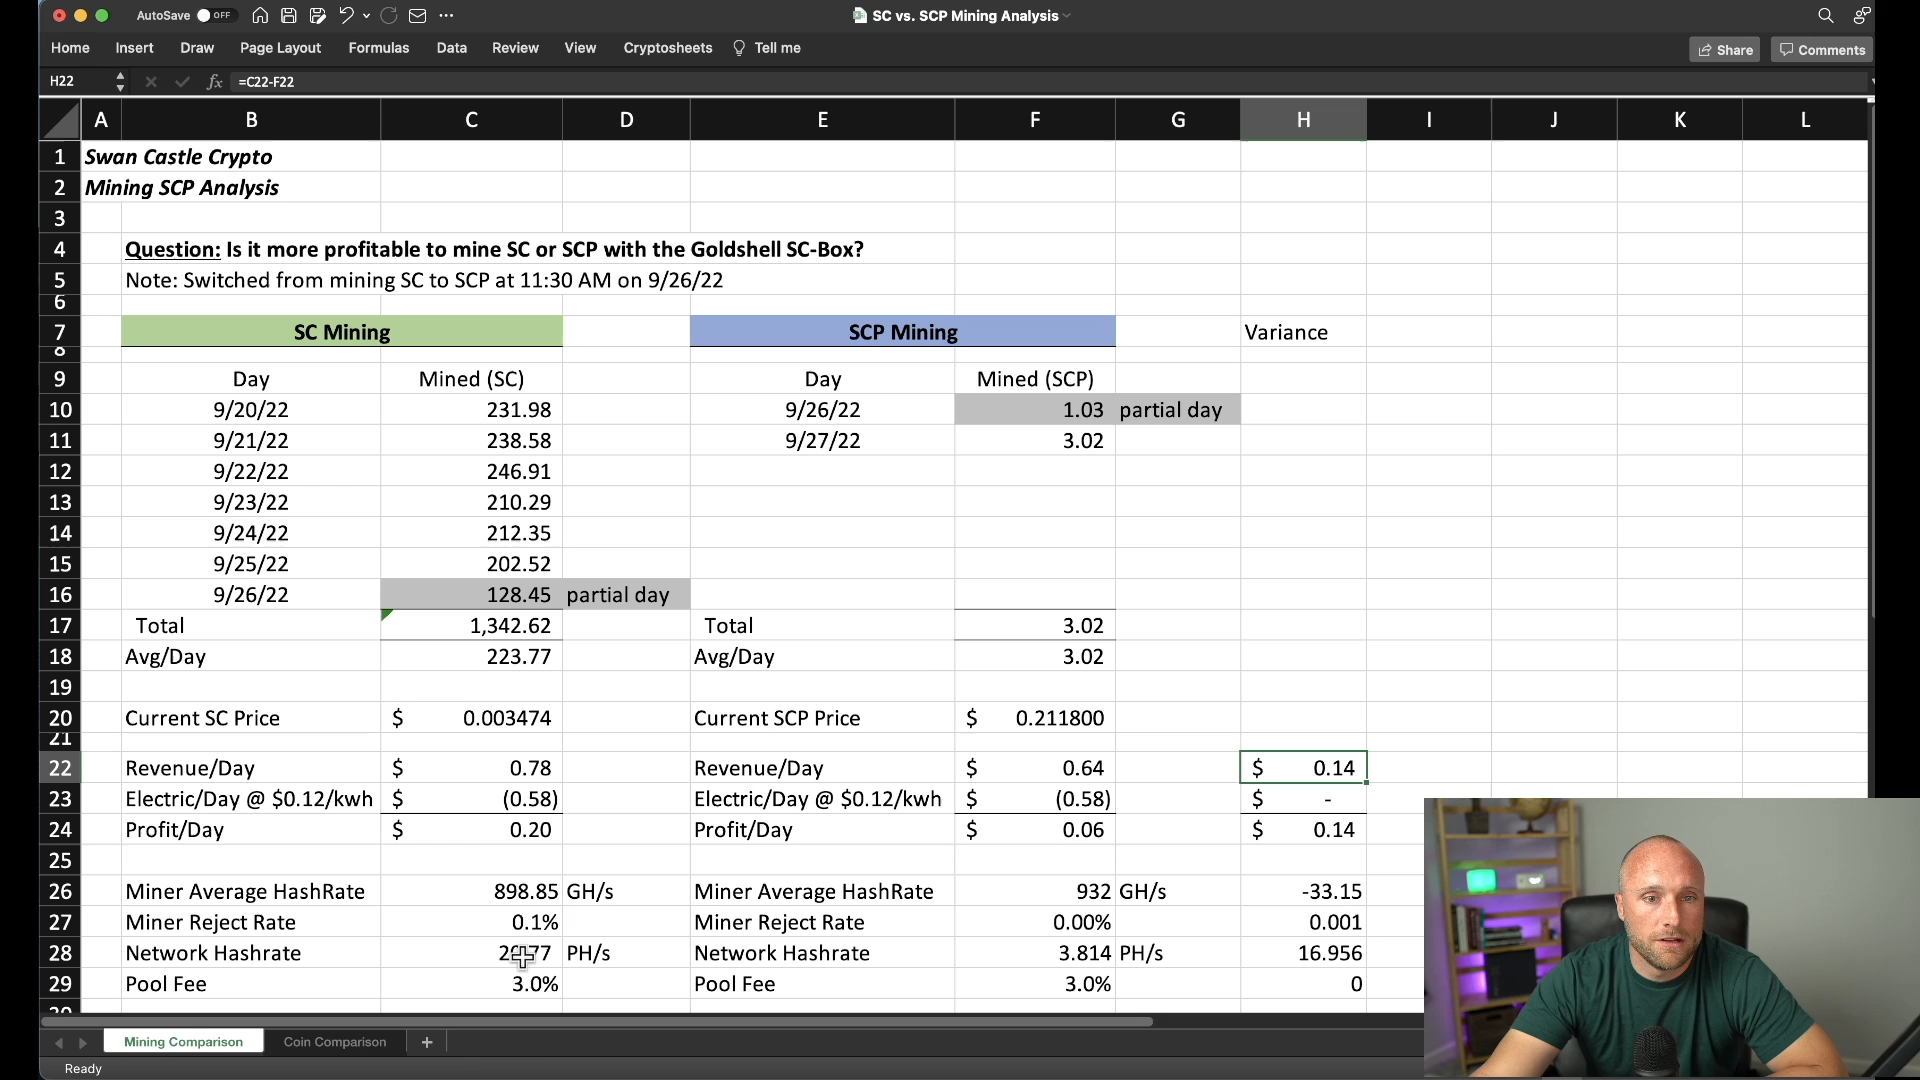 AutoSave OFF SC vs. SCP Mining Analysis
Home Insert Draw Page Layout Formulas Data Review View Cryptosheets Tell me Share Comments
H22 fx =C22-F22
A B C D E F G H I J K L
1 Swan Castle Crypto
2 Mining SCP Analysis
3
4 Question: Is it more profitable to mine SC or SCP with the Goldshell SC-Box?
5 Note: Switched from mining SC to SCP at 11:30 AM on 9/26/22
6
7 SC Mining SCP Mining Variance
8
9 Day Mined (SC) Day Mined (SCP)
10 9/20/22 231.98 9/26/22 1.03 partial day
11 9/21/22 238.58 9/27/22 3.02
12 9/22/22 246.91
13 9/23/22 210.29
14 9/24/22 212.35
15 9/25/22 202.52
16 9/26/22 128.45 partial day
17 Total 1,342.62 Total 3.02
18 Avg/Day 223.77 Avg/Day 3.02
19
20 Current SC Price $ 0.003474 Current SCP Price $ 0.211800
21
22 Revenue/Day $ 0.78 Revenue/Day $ 0.64 $ 0.14
23 Electric/Day @ $0.12/kwh $ (0.58) Electric/Day @ $0.12/kwh $ (0.58) $ -
24 Profit/Day $ 0.20 Profit/Day $ 0.06 $ 0.14
25
26 Miner Average HashRate 898.85 GH/s Miner Average HashRate 932 GH/s -33.15
27 Miner Reject Rate 0.1% Miner Reject Rate 0.00% 0.001
28 Network Hashrate PH/s Network Hashrate 3.814 PH/s 16.956
29 Pool Fee 3.0% Pool Fee 3.0% 0
30
Mining Comparison Coin Comparison +
Ready